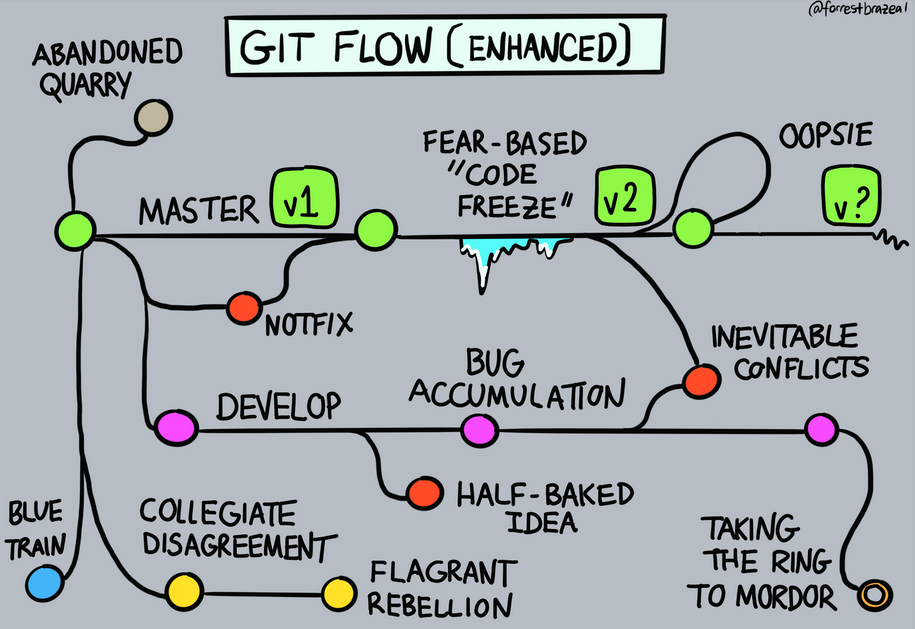 @forrestbrazeal
GIT FLOW (ENHANCED)
ABANDONED
QUARRY
FEAR-BASED
"CODE
FREEZE"
OOPSIE
MASTER
v1
v2
v?
NOTFIX
INEVITABLE
CONFLICTS
BUG
ACCUMULATION
DEVELOP
HALF-BAKED
IDEA
BLUE
TRAIN
COLLEGIATE
DISAGREEMENT
FLAGRANT
REBELLION
TAKING
THE RING
TO MORDOR